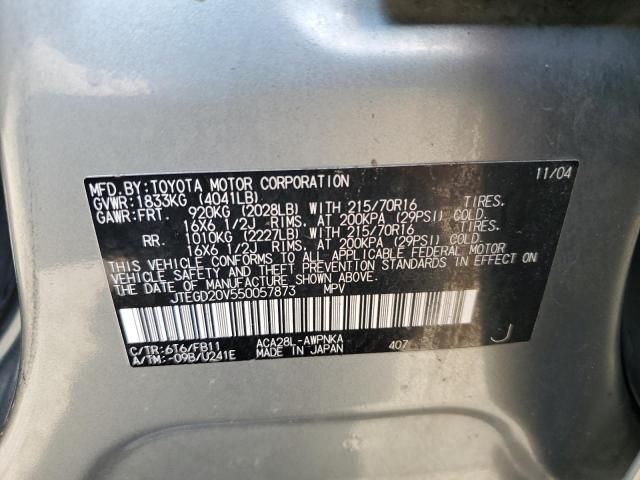 MFD. BY: TOYOTA MOTOR CORPORATION 11/04
GVWR: 1833KG (4041LB)
GAWR: FRT. 920KG (2028LB) WITH 215/70R16 TIRES.
16X6 1/2J RIMS. AT 200KPA (29PSI) COLD.
RR. 1010KG (2227LB) WITH 215/70R16 TIRES.
16X6 1/2J RIMS. AT 200KPA (29PSI) COLD.
THIS VEHICLE CONFORMS TO ALL APPLICABLE FEDERAL MOTOR
VEHICLE SAFETY AND BUMPER STANDARDS IN EFFECT ON
THE DATE OF MANUFACTURE SHOWN ABOVE.
JTEGD20V550057873 MPV
C/TR: 6T6/FB11 ACA28L-AWPNKA 407 J
A/TM: -09B/U241E MADE IN JAPAN